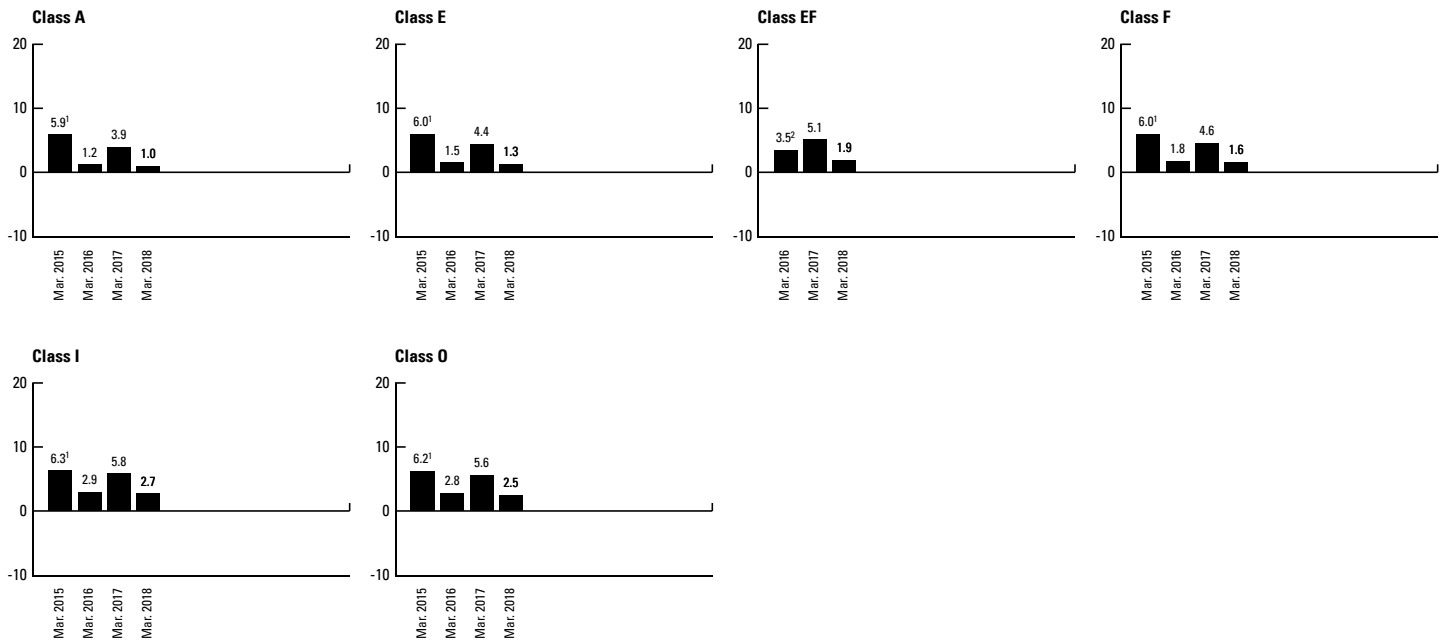 Class A
20
10
0
-10
5.9¹
1.2
3.9
1.0
Mar. 2015
Mar. 2016
Mar. 2017
Mar. 2018
Class E
20
10
0
-10
6.0¹
1.5
4.4
1.3
Mar. 2015
Mar. 2016
Mar. 2017
Mar. 2018
Class EF
20
10
0
-10
3.5²
5.1
1.9
Mar. 2016
Mar. 2017
Mar. 2018
Class F
20
10
0
-10
6.0¹
1.8
4.6
1.6
Mar. 2015
Mar. 2016
Mar. 2017
Mar. 2018
Class I
20
10
0
-10
6.3¹
2.9
5.8
2.7
Mar. 2015
Mar. 2016
Mar. 2017
Mar. 2018
Class O
20
10
0
-10
6.2¹
2.8
5.6
2.5
Mar. 2015
Mar. 2016
Mar. 2017
Mar. 2018